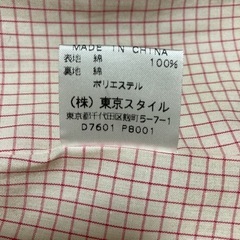 MADE IN CHINA
表地 綿 100%
裏地 綿
ポリエステル
(株)東京スタイル
東京都千代田区麹町5-7-1
D7601 P8001